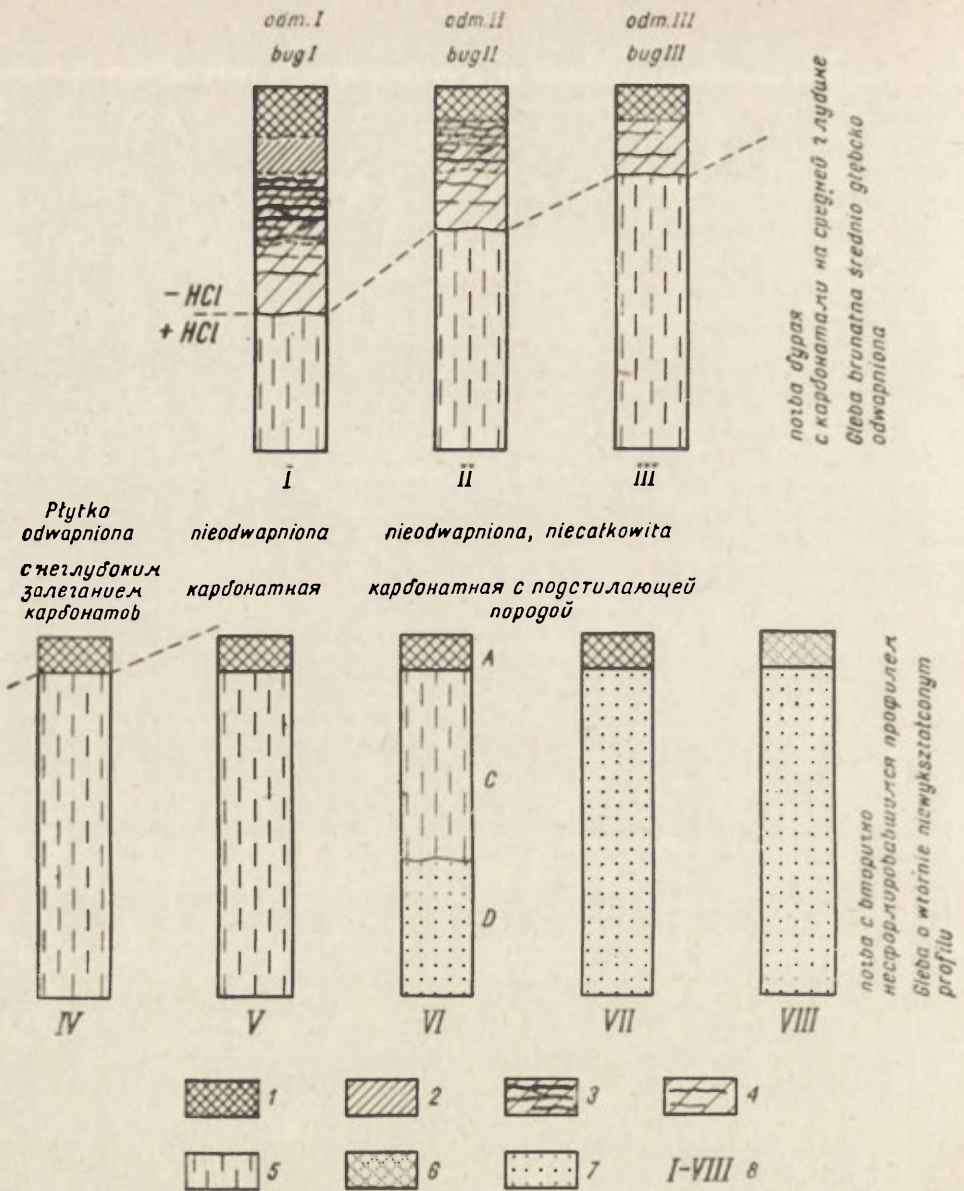 odm. I
odm. II
odm. III
bug I
bug II
bug III
– HCl
+ HCl
почва бурая
с карбонатами на средней глубине
Gleba brunatna średnio głęboko
odwapniona
I
II
III
Płytko
odwapniona
nieodwapniona
nieodwapniona, niecałkowita
с неглубоким
залеганием
карбонатов
карбонатная
карбонатная с подстилающей
породой
A
C
D
почва с вторично
несформировавшимся профилем
Gleba o wtórnie niewykształconym
profilu
IV
V
VI
VII
VIII
1
2
3
4
5
6
7
I–VIII 8